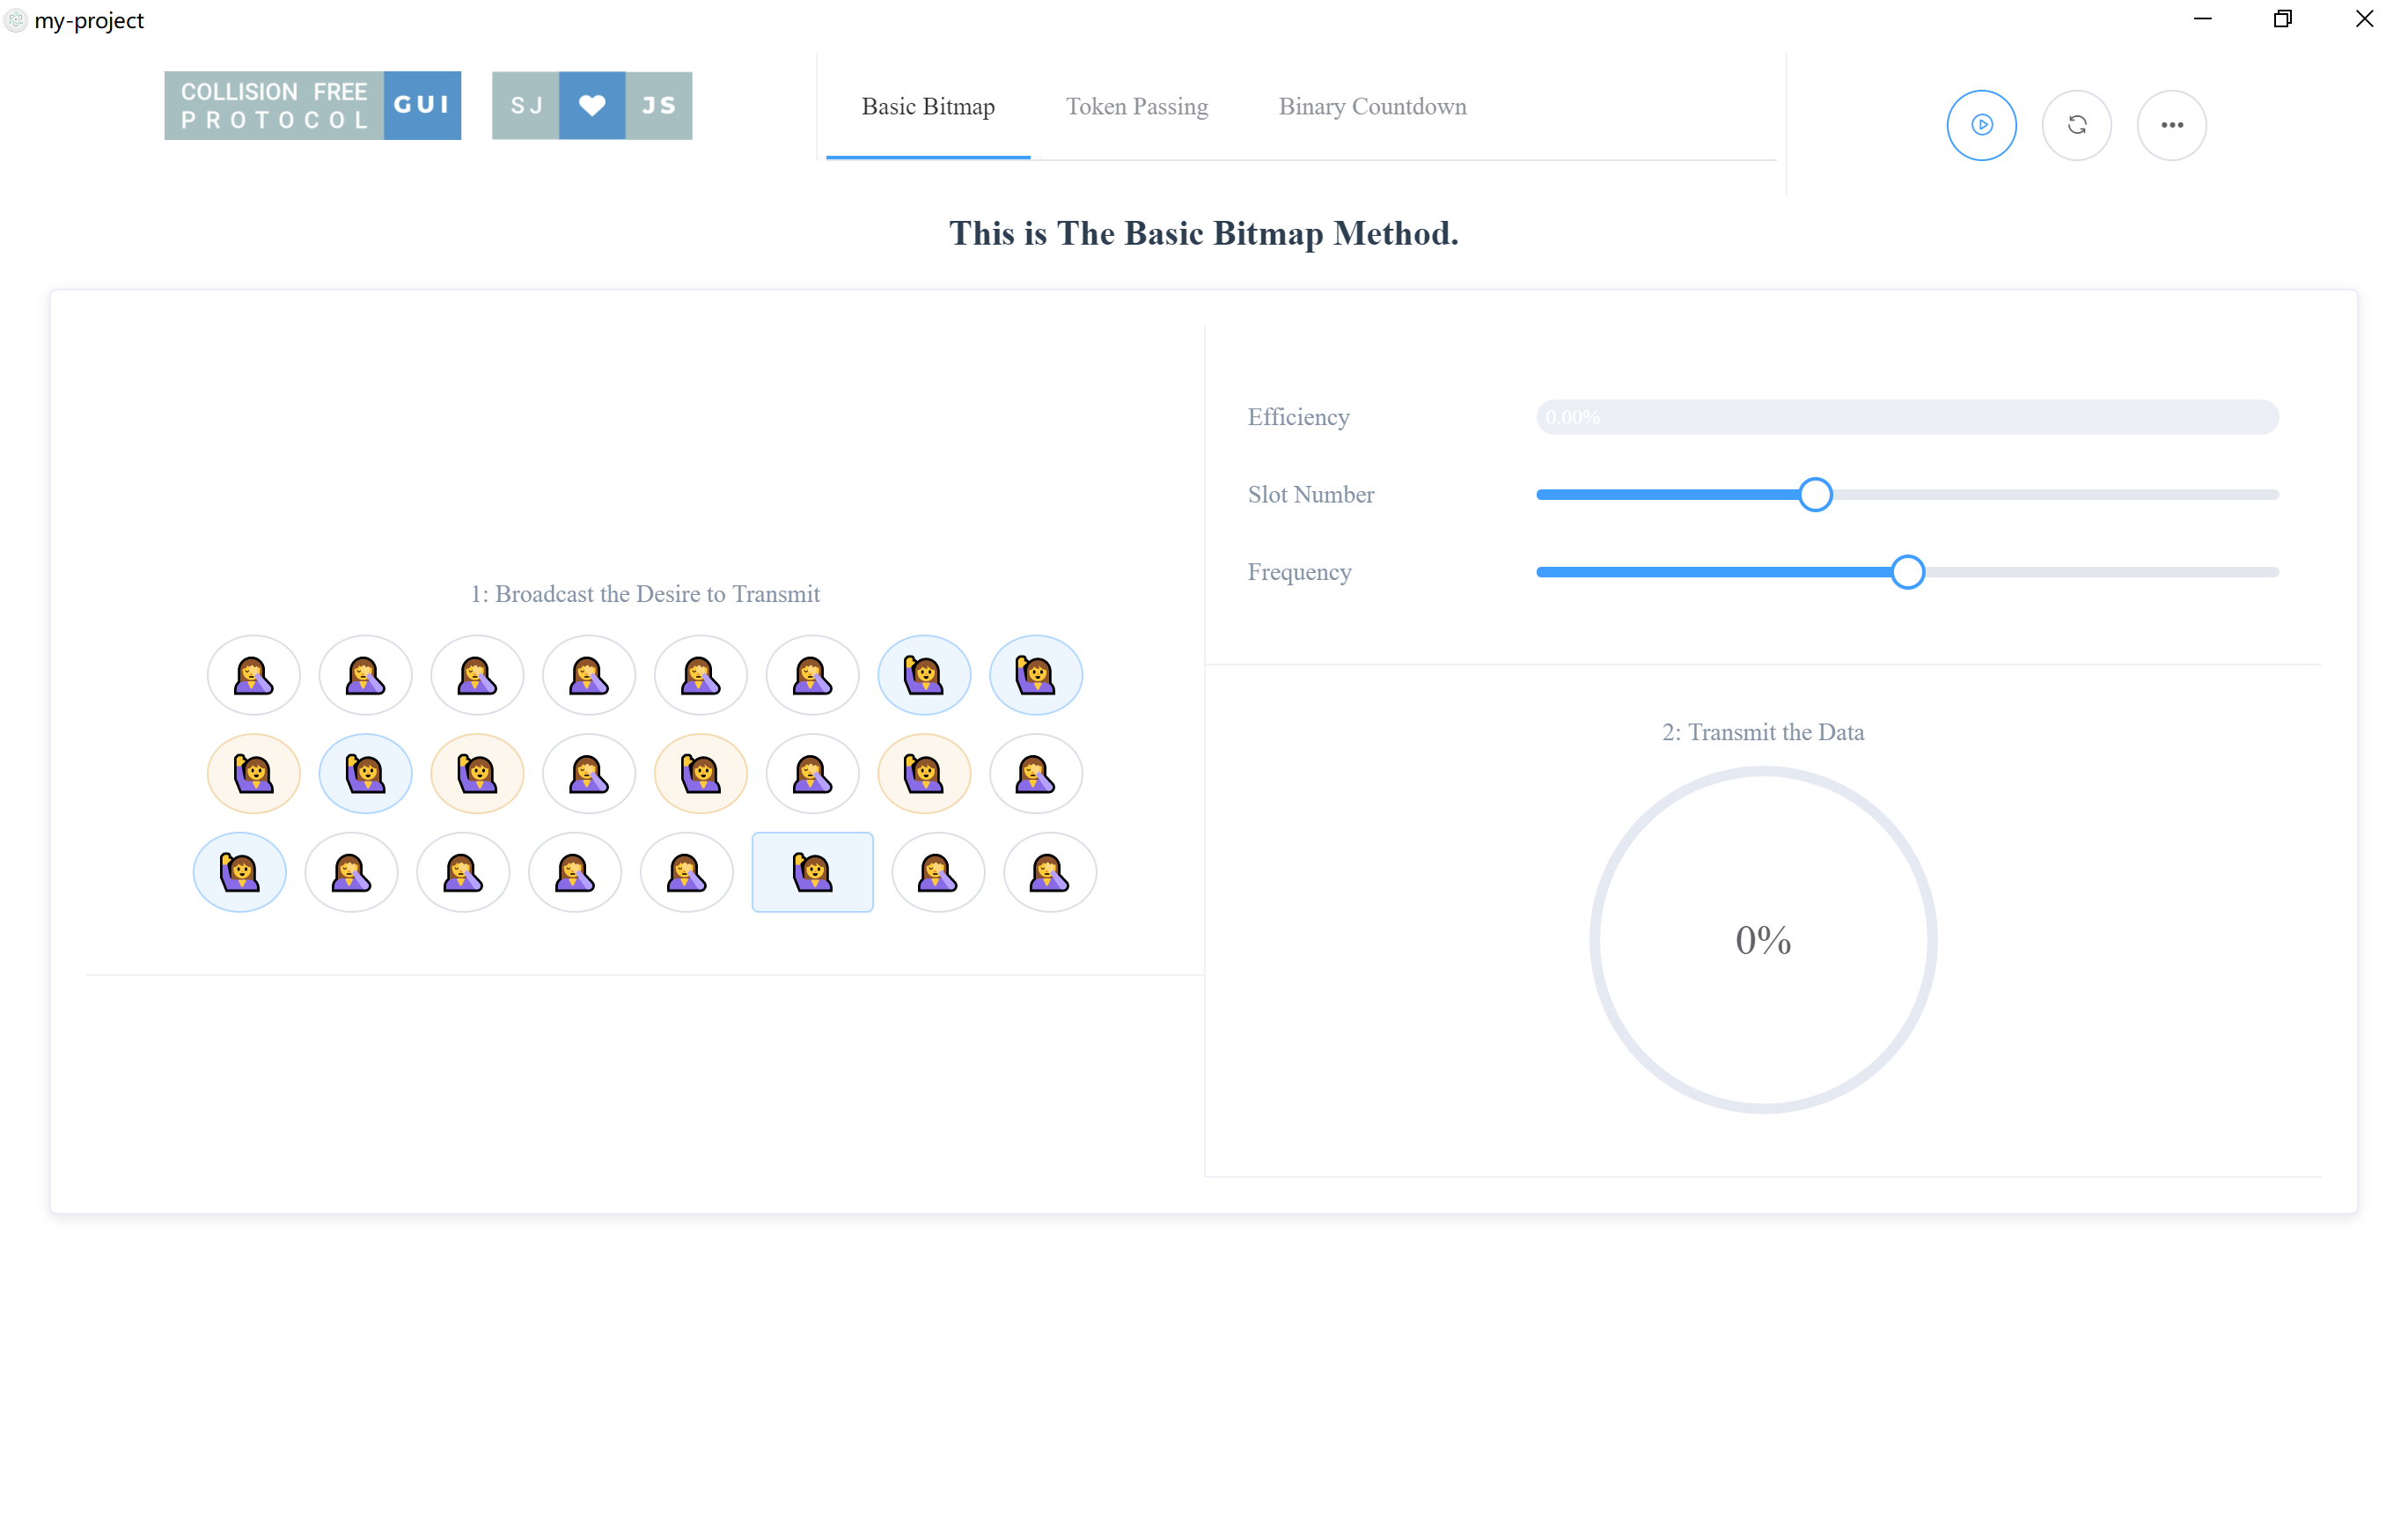 my-project
COLLISION FREE
PROTOCOL
GUI
SJ
JS
Basic Bitmap
Token Passing
Binary Countdown
This is The Basic Bitmap Method.
Efficiency
0.00%
Slot Number
Frequency
1: Broadcast the Desire to Transmit
2: Transmit the Data
0%